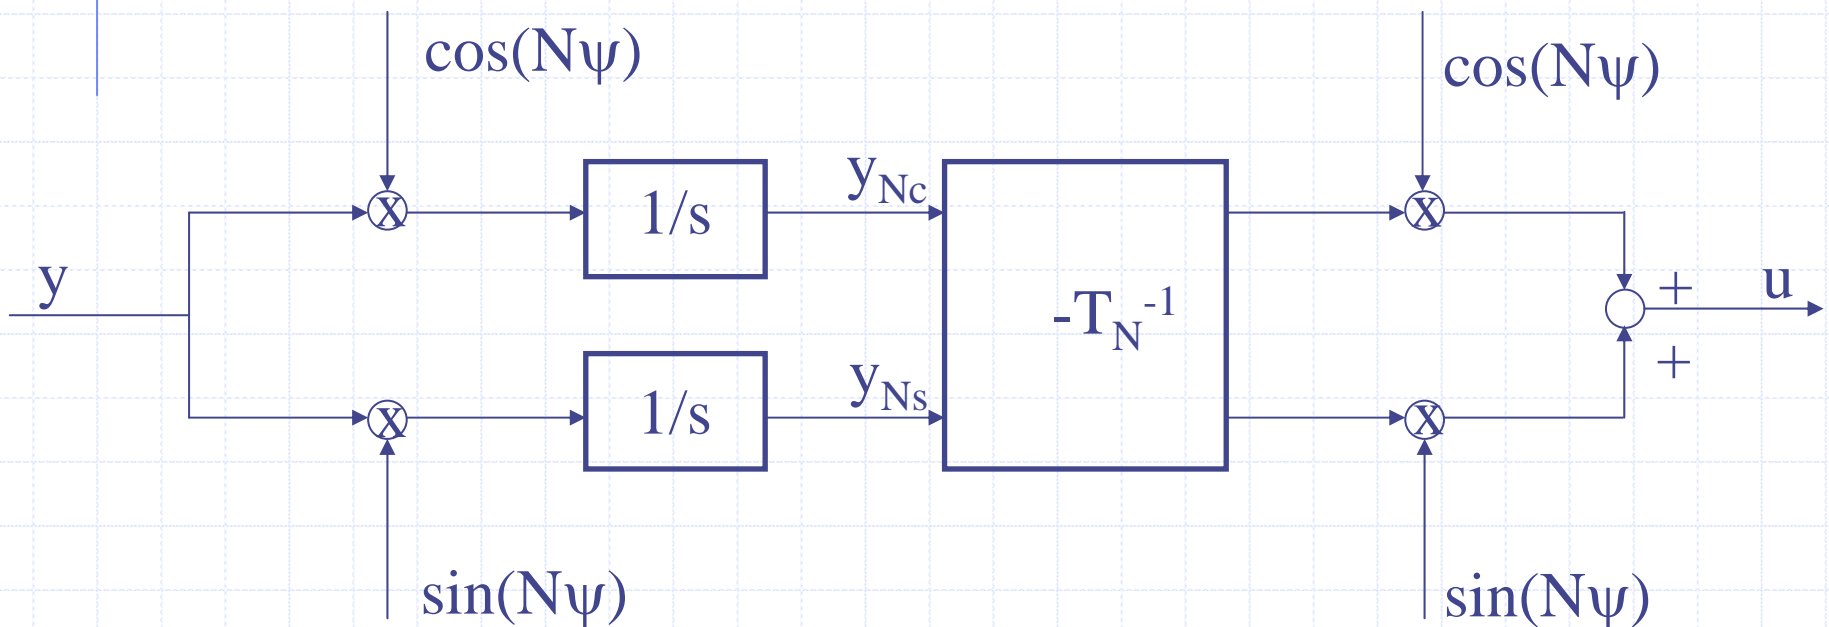 cos(Nψ)
cos(Nψ)
x
1/s
y_Nc
x
y
-T_N^-1
+
u
+
x
1/s
y_Ns
x
sin(Nψ)
sin(Nψ)